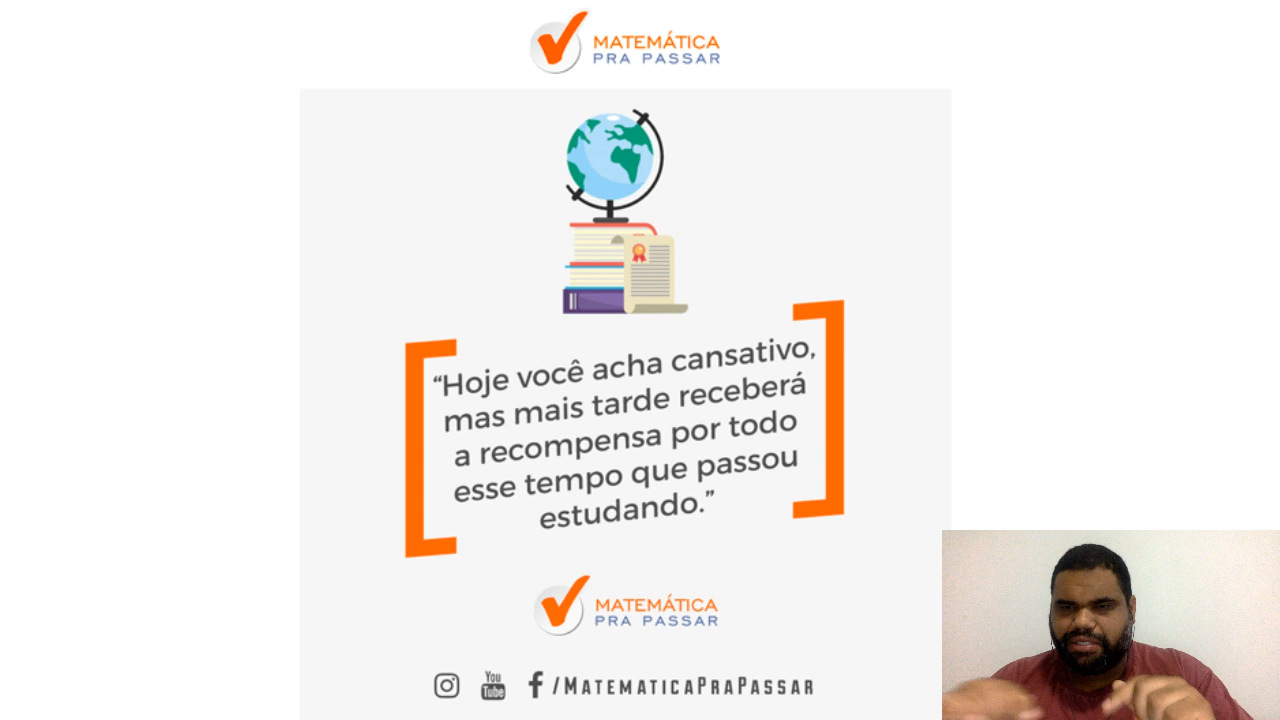 MATEMÁTICA
PRA PASSAR
“Hoje você acha cansativo,
mas mais tarde receberá
a recompensa por todo
esse tempo que passou
estudando.”
MATEMÁTICA
PRA PASSAR
You
Tube
/MATEMATICAPRAPASSAR